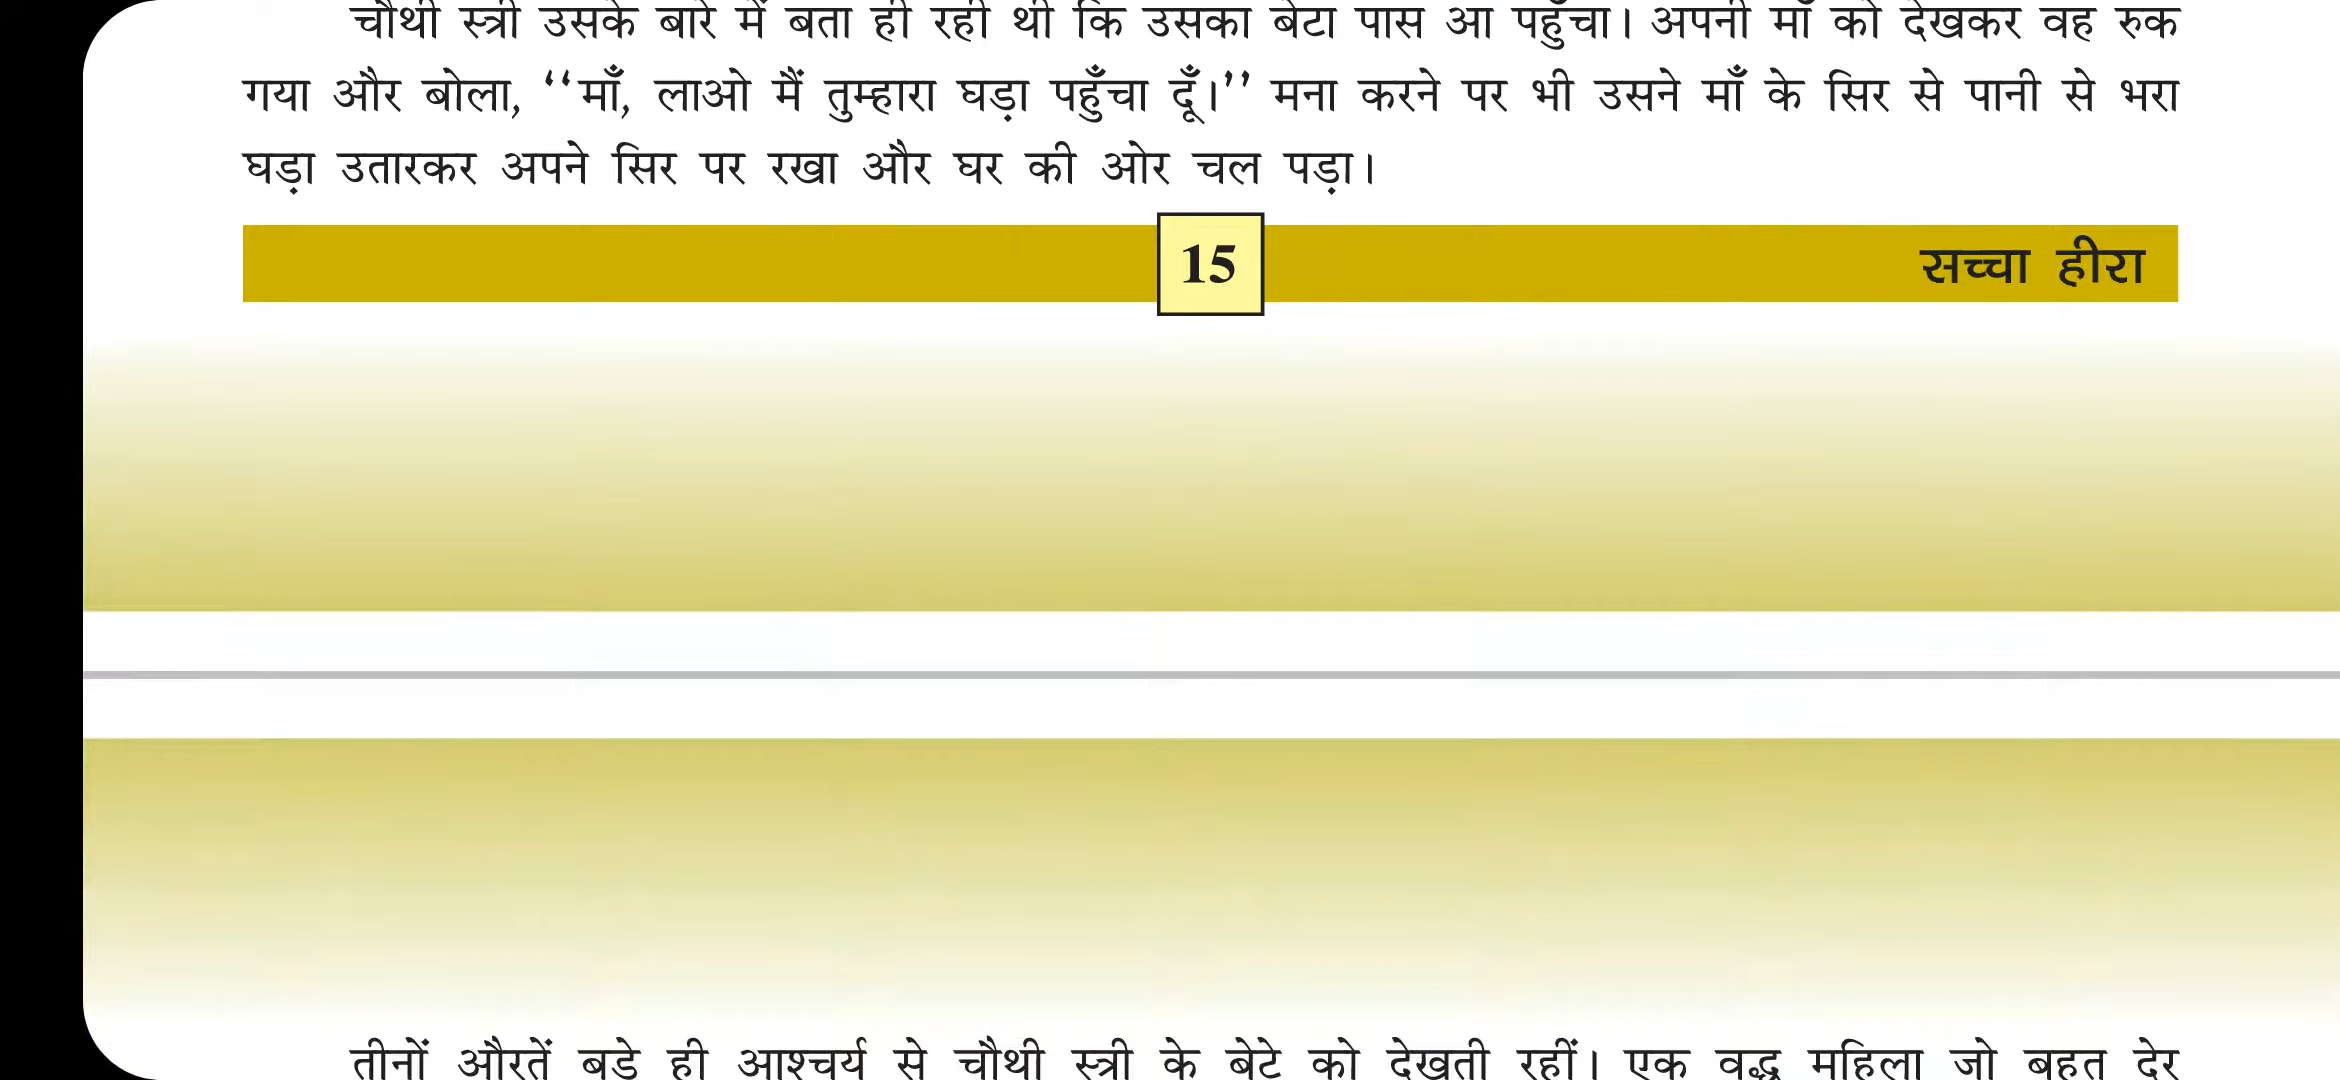 चौथी स्त्री उसके बारे में बता ही रही थी कि उसका बेटा पास आ पहुँचा। अपनी माँ को देखकर वह रुक
गया और बोला, ‘‘माँ, लाओ मैं तुम्हारा घड़ा पहुँचा दूँ।’’ मना करने पर भी उसने माँ के सिर से पानी से भरा
घड़ा उतारकर अपने सिर पर रखा और घर की ओर चल पड़ा।
15
सच्चा हीरा
तीनों औरतें बड़े ही आश्चर्य से चौथी स्त्री के बेटे को देखती रहीं। एक वृद्ध महिला जो बहुत देर